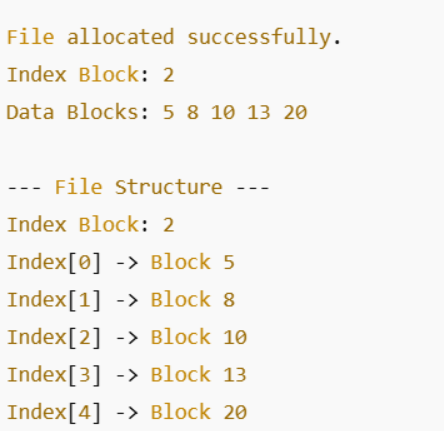 File allocated successfully.
Index Block: 2
Data Blocks: 5 8 10 13 20
--- File Structure ---
Index Block: 2
Index[0] -> Block 5
Index[1] -> Block 8
Index[2] -> Block 10
Index[3] -> Block 13
Index[4] -> Block 20